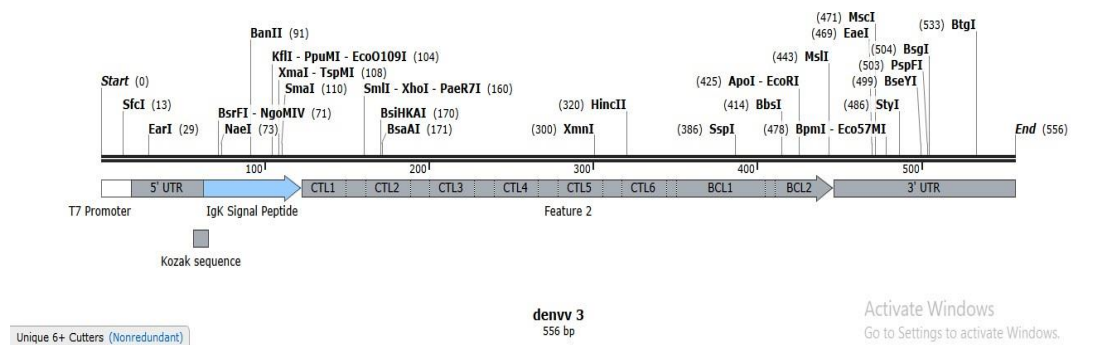 (471) MscI
(533) BtgI
BanII (91)
(469) EaeI
(504) BsgI
KflI - PpuMI - EcoO109I (104)
(443) MslI
(503) PspFI
XmaI - TspMI (108)
(425) ApoI - EcoRI
(499) BseYI
Start (0)
SmaI (110)
SmlI - XhoI - PaeR7I (160)
SfcI (13)
BsrFI - NgoMIV (71)
BsiHKAI (170)
(320) HincII
(414) BbsI
(486) StyI
EarI (29)
NaeI (73)
BsaAI (171)
(300) XmnI
(386) SspI
(478) BpmI - Eco57MI
End (556)
100 200 300 400 500
5' UTR CTL1 CTL2 CTL3 CTL4 CTL5 CTL6 BCL1 BCL2 3' UTR
T7 Promoter IgK Signal Peptide Feature 2
Kozak sequence
denvv 3
556 bp
Unique 6+ Cutters (Nonredundant)
Activate Windows
Go to Settings to activate Windows.